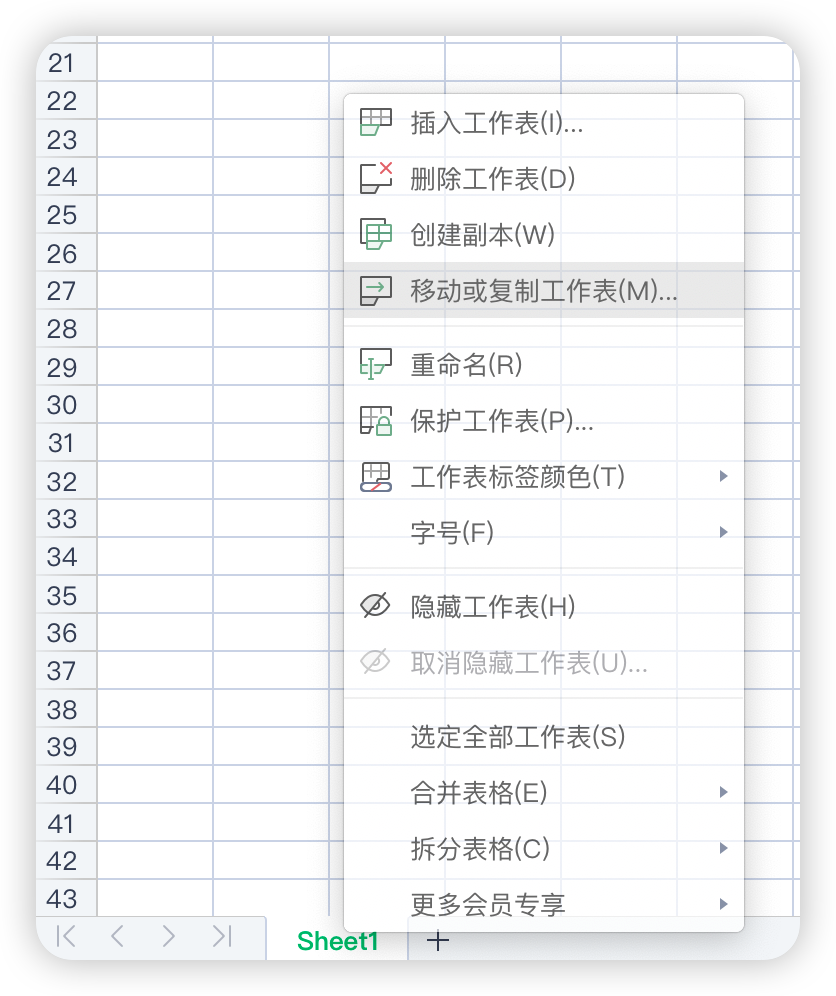 21
22
23
24
25
26
27
28
29
30
31
32
33
34
35
36
37
38
39
40
41
42
43
插入工作表(I)...
删除工作表(D)
创建副本(W)
移动或复制工作表(M)...
重命名(R)
保护工作表(P)...
工作表标签颜色(T)
字号(F)
隐藏工作表(H)
取消隐藏工作表(U)...
选定全部工作表(S)
合并表格(E)
拆分表格(C)
更多会员专享
Sheet1